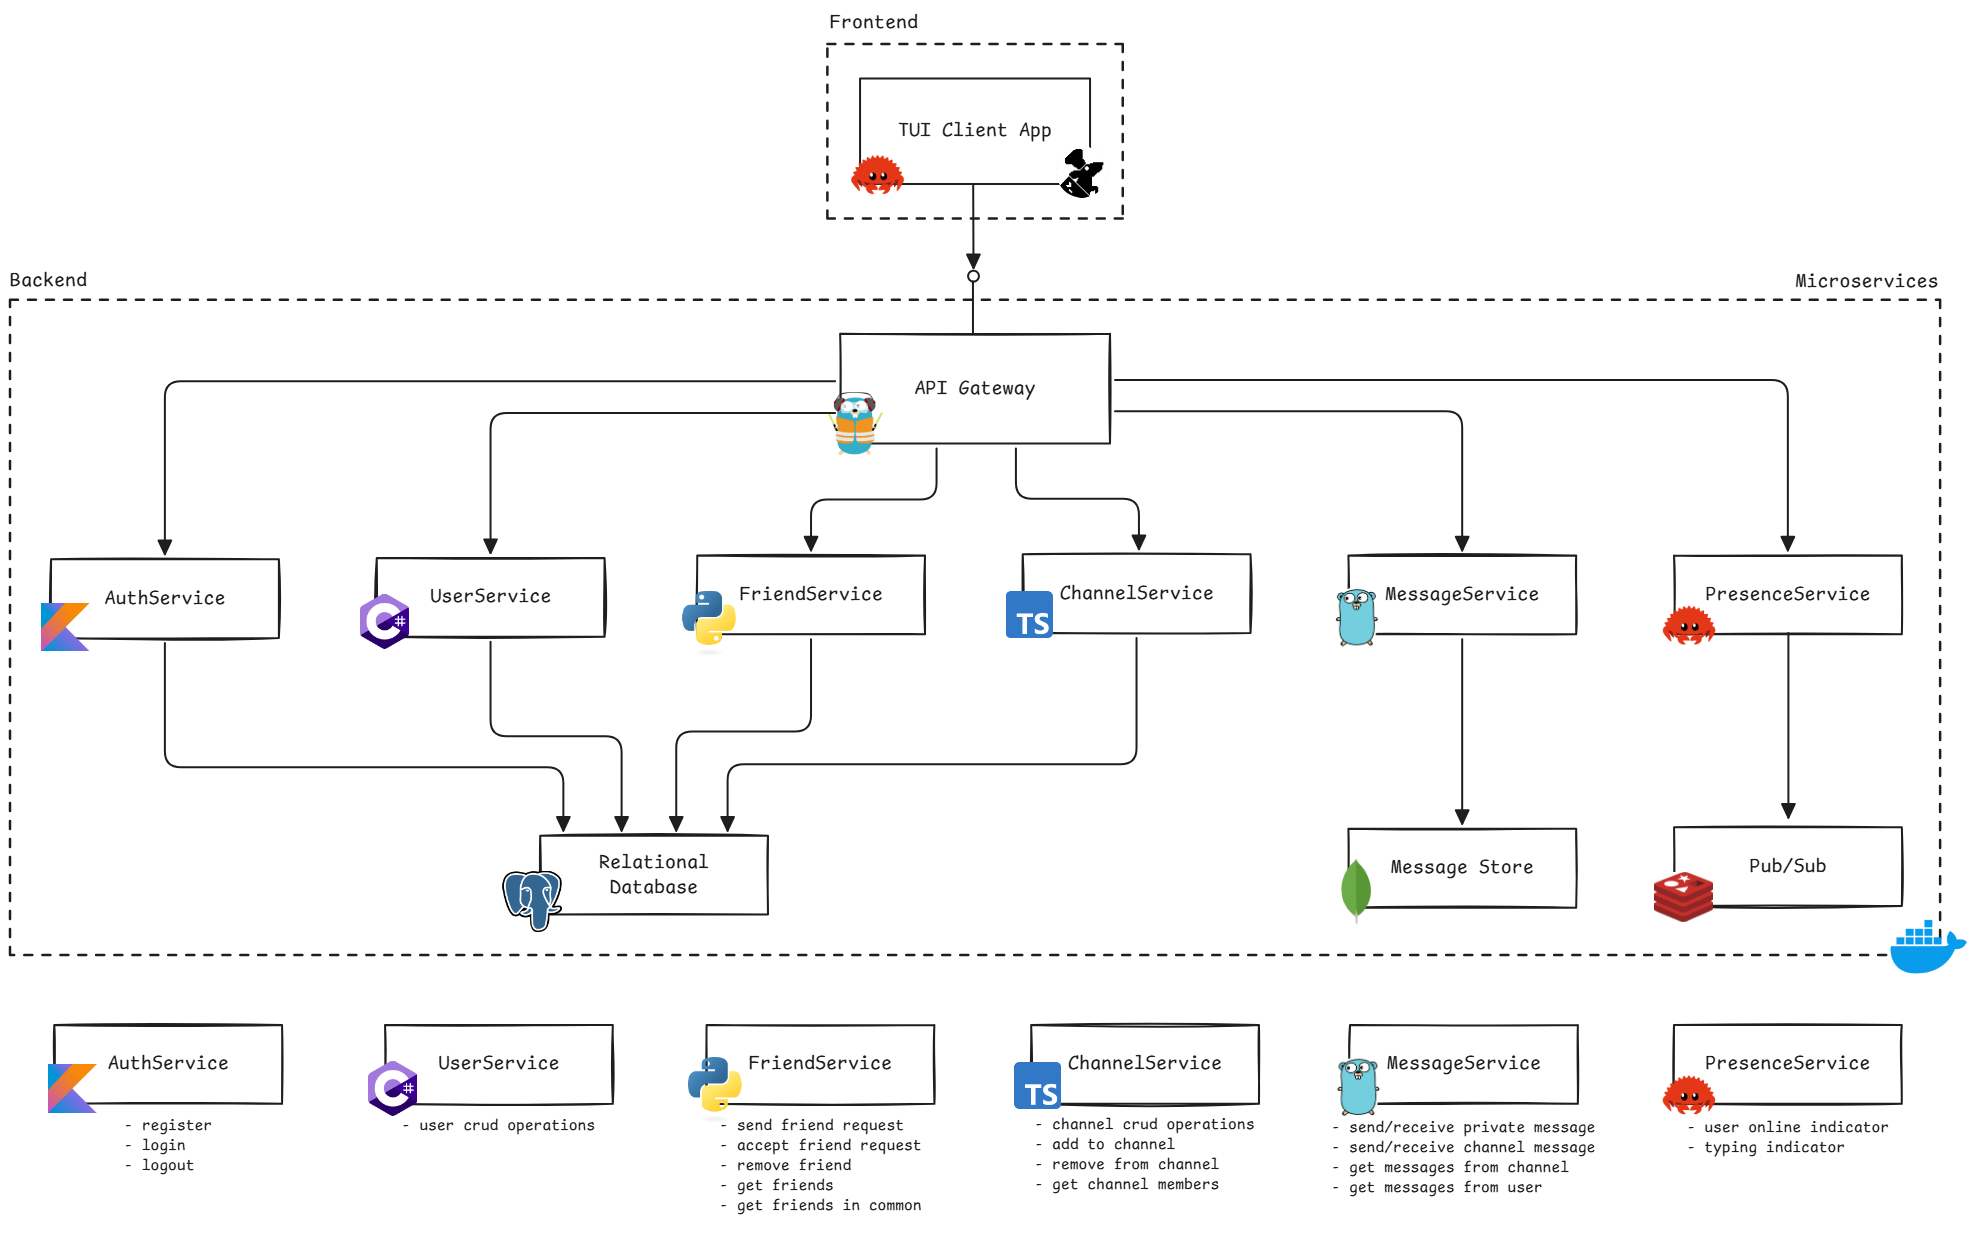 Frontend
TUI Client App
Backend
Microservices
API Gateway
AuthService
UserService
FriendService
ChannelService
MessageService
PresenceService
C#
TS
Relational
Database
Message Store
Pub/Sub
AuthService
UserService
FriendService
ChannelService
MessageService
PresenceService
C#
TS
- register
- login
- logout
- user crud operations
- send friend request
- accept friend request
- remove friend
- get friends
- get friends in common
- channel crud operations
- add to channel
- remove from channel
- get channel members
- send/receive private message
- send/receive channel message
- get messages from channel
- get messages from user
- user online indicator
- typing indicator